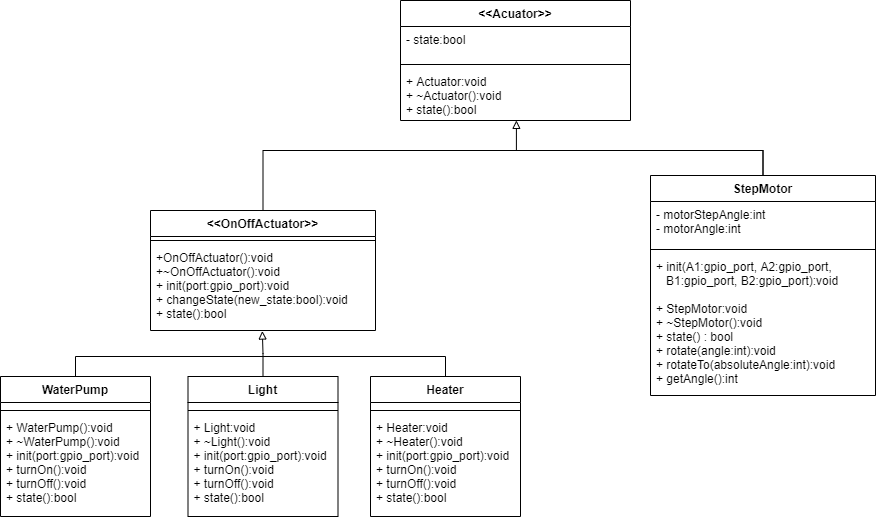 <<Acuator>>
- state:bool
+ Actuator:void
+ ~Actuator():void
+ state():bool
<<OnOffActuator>>
+OnOffActuator():void
+~OnOffActuator():void
+ init(port:gpio_port):void
+ changeState(new_state:bool):void
+ state():bool
StepMotor
- motorStepAngle:int
- motorAngle:int
+ init(A1:gpio_port, A2:gpio_port,
B1:gpio_port, B2:gpio_port):void
+ StepMotor:void
+ ~StepMotor():void
+ state() : bool
+ rotate(angle:int):void
+ rotateTo(absoluteAngle:int):void
+ getAngle():int
WaterPump
+ WaterPump():void
+ ~WaterPump():void
+ init(port:gpio_port):void
+ turnOn():void
+ turnOff():void
+ state():bool
Light
+ Light:void
+ ~Light():void
+ init(port:gpio_port):void
+ turnOn():void
+ turnOff():void
+ state():bool
Heater
+ Heater:void
+ ~Heater():void
+ init(port:gpio_port):void
+ turnOn():void
+ turnOff():void
+ state():bool